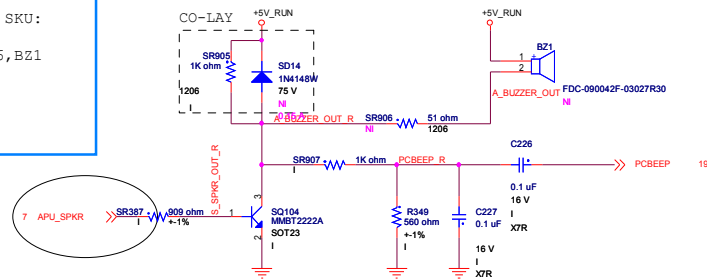 SKU:
5,BZ1
CO-LAY
+5V_RUN
+5V_RUN
SR905
1K ohm
1206
I
SD14
1N4148W
75 V
NI
BZ1
1
2
FDC-090042F-03027R30
NI
A_BUZZER_OUT
A_BUZZER_OUT_R
SR906
NI
51 ohm
1206
S_SPKR_OUT_R
SR907
I
1K ohm
PCBEEP_R
C226
0.1 uF
16 V
I
X7R
PCBEEP
19
7
APU_SPKR
SR387
I
909 ohm
+-1%
1
3
2
SQ104
MMBT2222A
SOT23
I
R349
560 ohm
+-1%
I
C227
0.1 uF
16 V
I
X7R